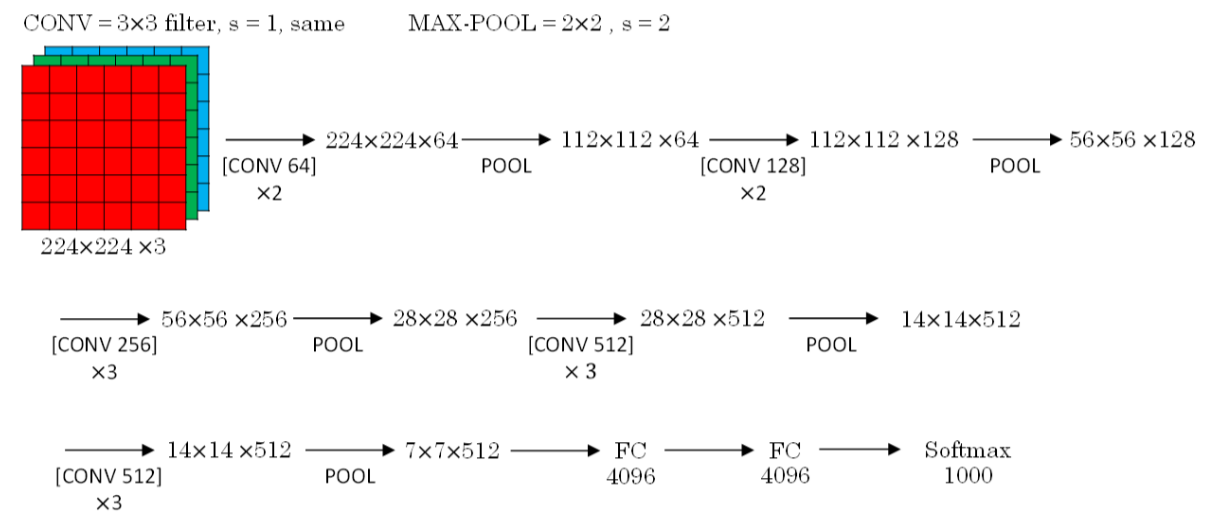 CONV = 3×3 filter, s = 1, same MAX-POOL = 2×2 , s = 2
224×224×64 112×112 ×64 112×112 ×128 56×56 ×128
[CONV 64] POOL [CONV 128] POOL
×2 ×2
224×224 ×3
56×56 ×256 28×28 ×256 28×28 ×512 14×14×512
[CONV 256] POOL [CONV 512] POOL
×3 × 3
14×14 ×512 7×7×512 FC FC Softmax
[CONV 512] POOL 4096 4096 1000
×3